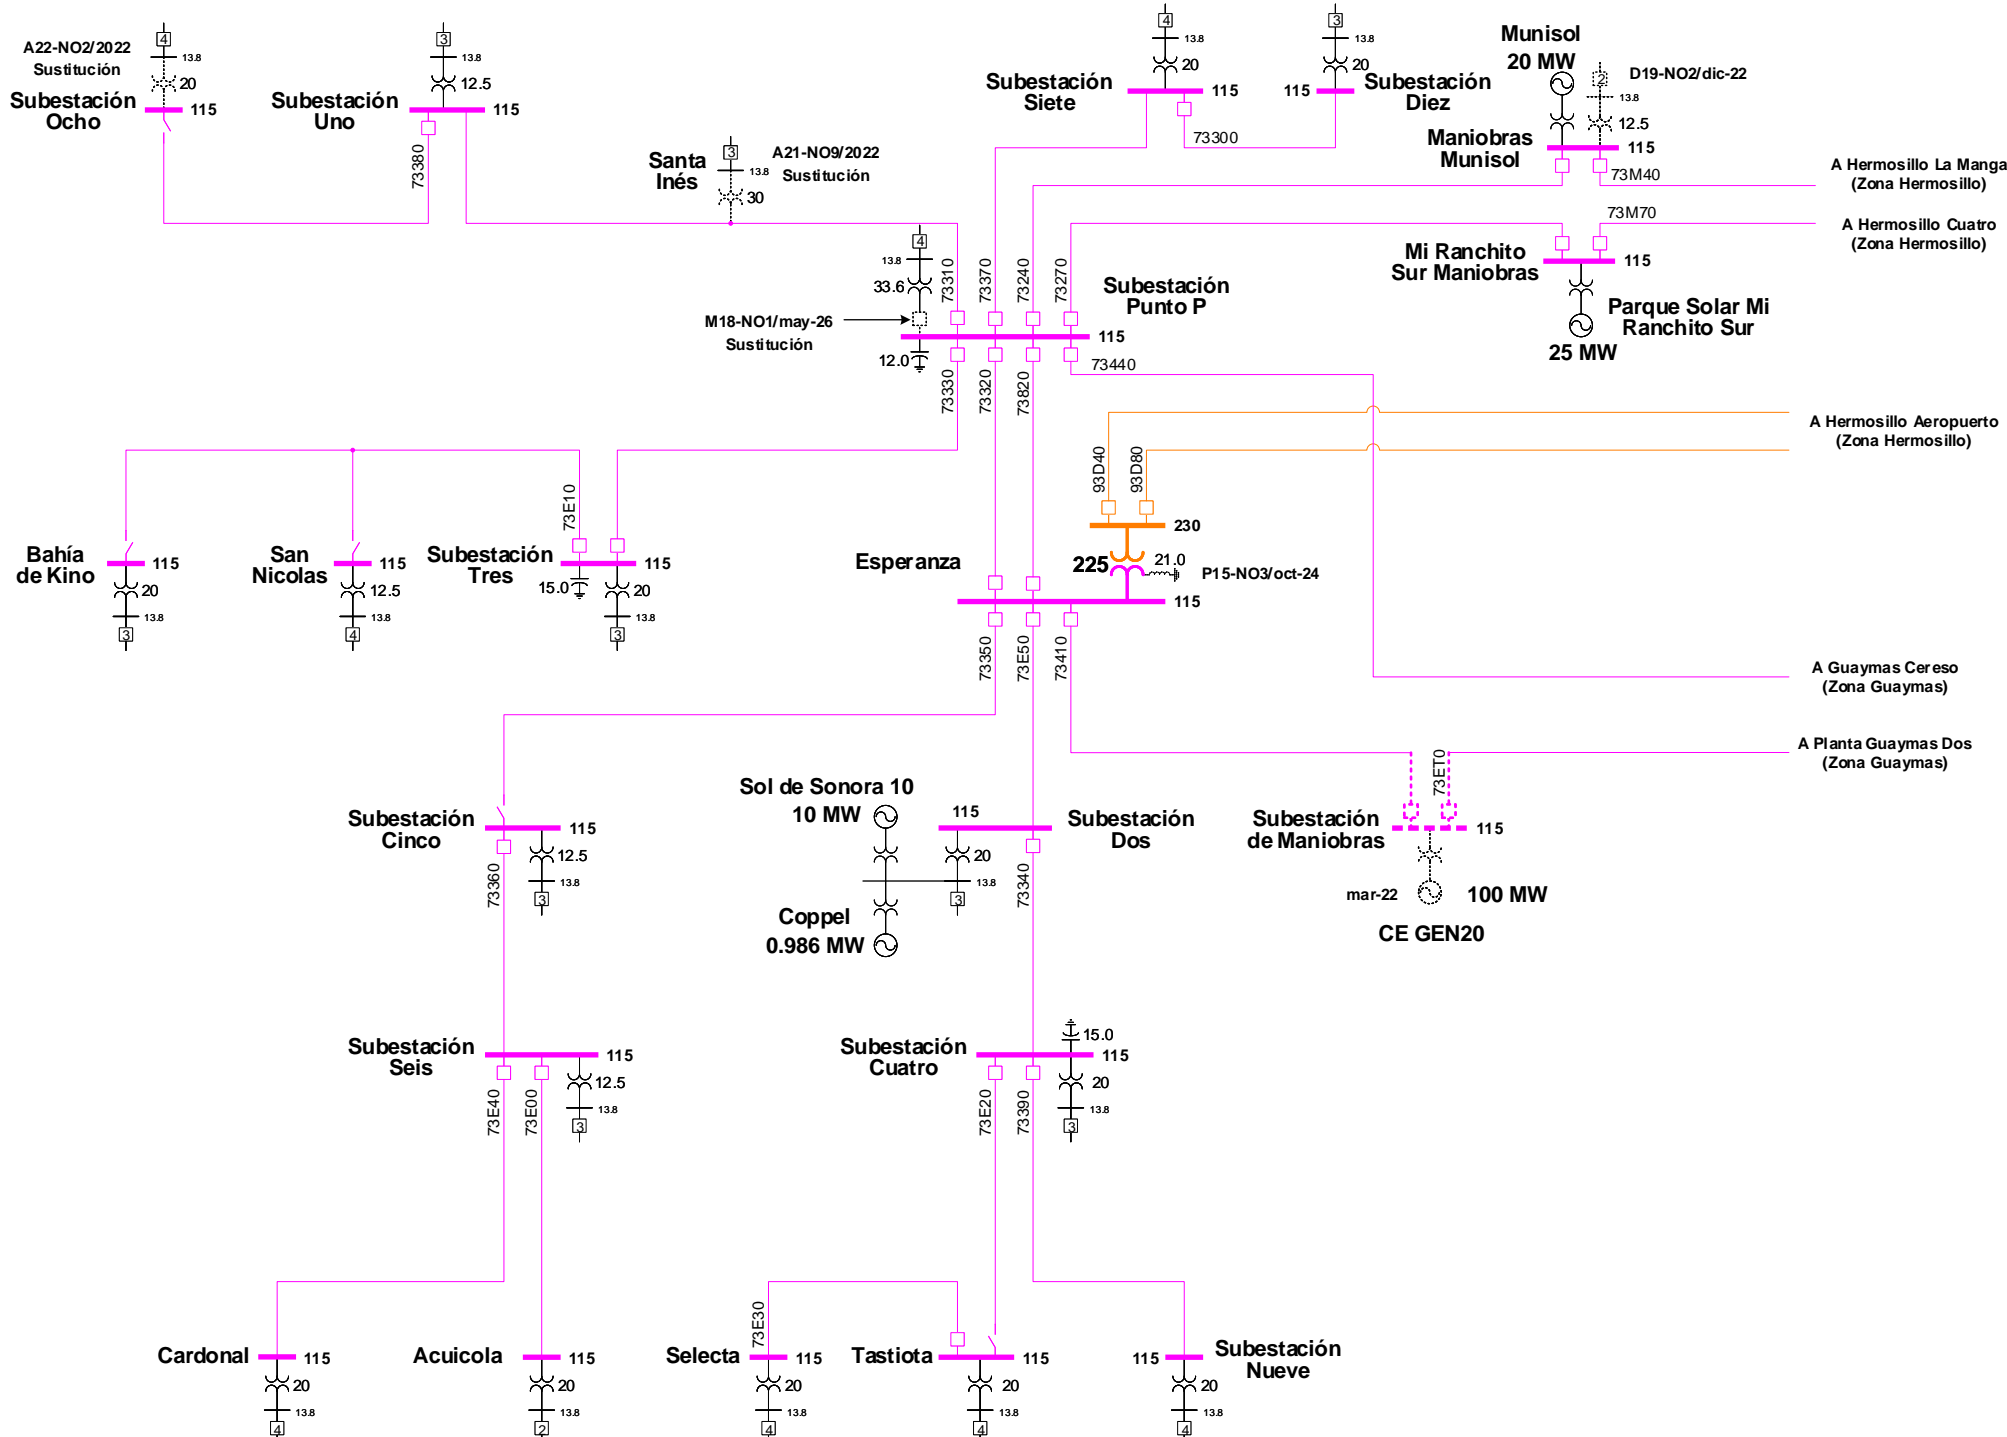 A22-NO2/2022
Sustitución
4
13.8
20
Subestación
Ocho
115
3
13.8
12.5
Subestación
Uno
115
73380
Santa
Inés
3
13.8
30
A21-NO9/2022
Sustitución
4
13.8
20
Subestación
Siete
115
73300
3
13.8
20
115
Subestación
Diez
Munisol
20 MW
2
D19-NO2/dic-22
13.8
12.5
Maniobras
Munisol
115
73M40
A Hermosillo La Manga
(Zona Hermosillo)
73M70
A Hermosillo Cuatro
(Zona Hermosillo)
Mi Ranchito
Sur Maniobras
115
Parque Solar Mi
Ranchito Sur
25 MW
4
13.8
33.6
M18-NO1/may-26
Sustitución
12.0
73310
73370
73240
73270
Subestación
Punto P
115
73330
73320
73820
73440
A Hermosillo Aeropuerto
(Zona Hermosillo)
93D40
93D80
230
225
21.0
P15-NO3/oct-24
Esperanza
115
73E10
Bahía
de Kino
115
20
13.8
3
San
Nicolas
115
12.5
13.8
4
Subestación
Tres
115
15.0
20
13.8
3
73350
73E50
73410
A Guaymas Cereso
(Zona Guaymas)
A Planta Guaymas Dos
(Zona Guaymas)
73ET0
Subestación
de Maniobras
115
mar-22
100 MW
CE GEN20
Subestación
Cinco
115
12.5
13.8
3
73360
Sol de Sonora 10
10 MW
Coppel
0.986 MW
115
Subestación
Dos
20
13.8
3
73340
Subestación
Seis
115
12.5
13.8
3
73E40
73E00
Subestación
Cuatro
15.0
115
20
13.8
3
73E20
73390
Cardonal
115
20
13.8
4
Acuicola
115
20
13.8
2
73E30
Selecta
115
20
13.8
4
Tastiota
115
20
13.8
4
115
Subestación
Nueve
20
13.8
4